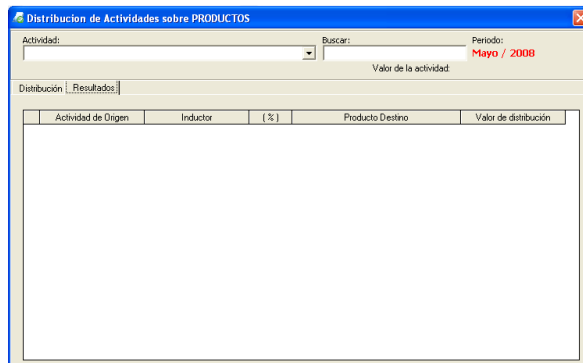 Distribucion de Actividades sobre PRODUCTOS
Actividad: Buscar: Periodo:
Mayo / 2008
Valor de la actividad:
Distribución Resultados
Actividad de Origen Inductor ( % ) Producto Destino Valor de distribución